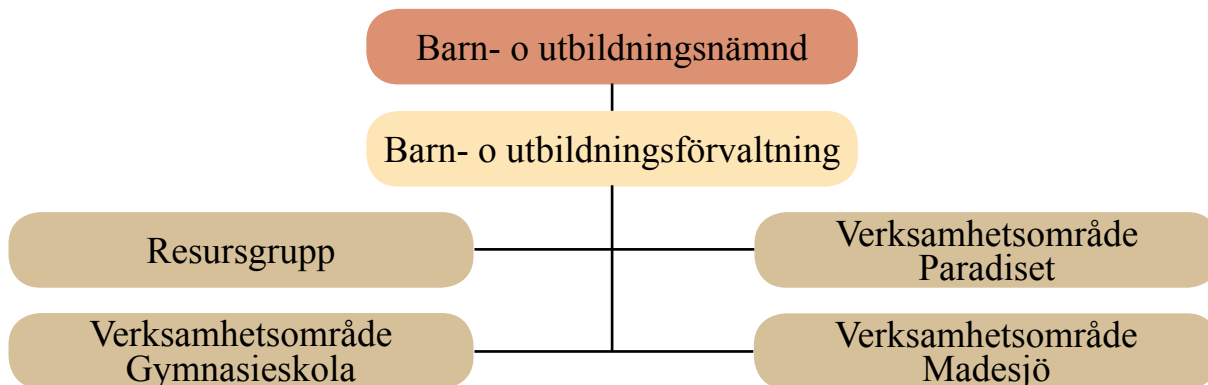 Barn- o utbildningsnämnd
Barn- o utbildningsförvaltning
Resursgrupp
Verksamhetsområde
Paradiset
Verksamhetsområde
Gymnasieskola
Verksamhetsområde
Madesjö